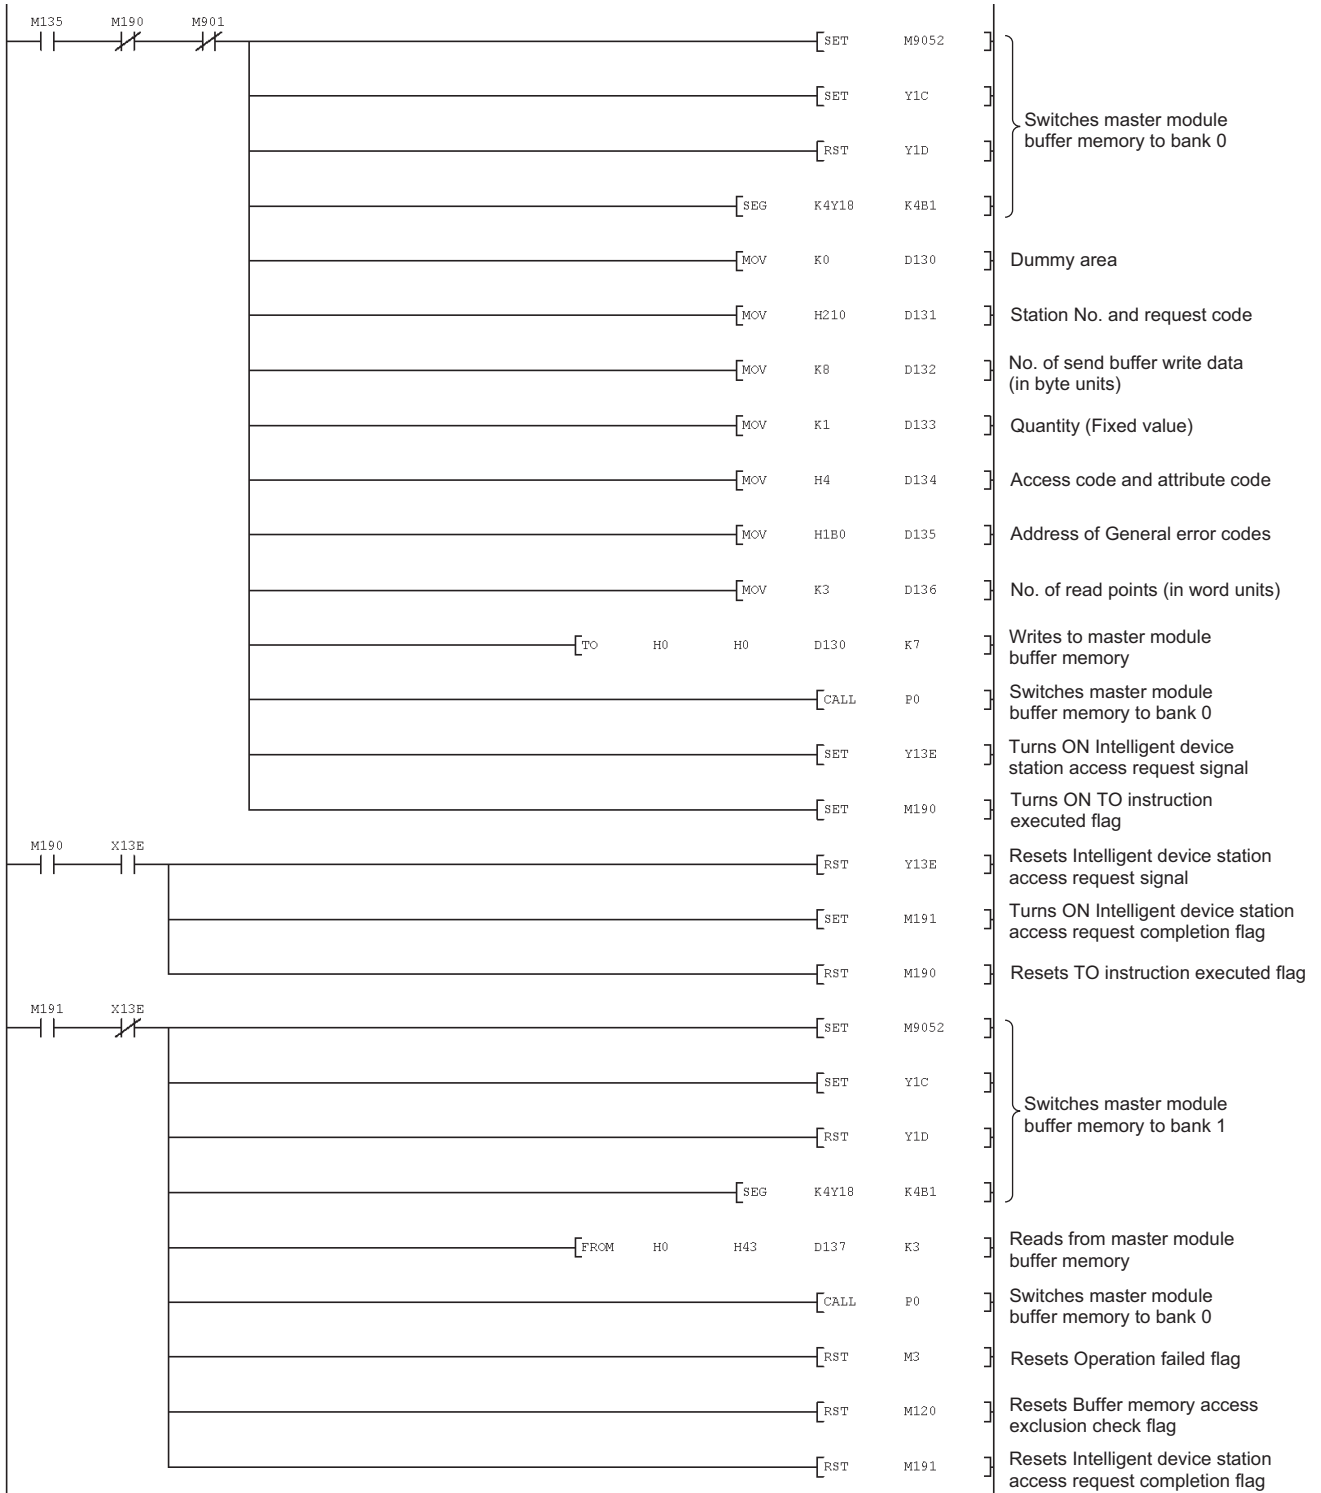 M135 M190 M901
SET M9052
SET Y1C
Switches master module
buffer memory to bank 0
RST Y1D
SEG K4Y18 K4B1
MOV K0 D130 Dummy area
MOV H210 D131 Station No. and request code
MOV K8 D132 No. of send buffer write data
(in byte units)
MOV K1 D133 Quantity (Fixed value)
MOV H4 D134 Access code and attribute code
MOV H1B0 D135 Address of General error codes
MOV K3 D136 No. of read points (in word units)
TO H0 H0 D130 K7 Writes to master module
buffer memory
CALL P0 Switches master module
buffer memory to bank 0
SET Y13E Turns ON Intelligent device
station access request signal
SET M190 Turns ON TO instruction
executed flag
M190 X13E
RST Y13E Resets Intelligent device station
access request signal
SET M191 Turns ON Intelligent device station
access request completion flag
RST M190 Resets TO instruction executed flag
M191 X13E
SET M9052
SET Y1C
Switches master module
buffer memory to bank 1
RST Y1D
SEG K4Y18 K4B1
FROM H0 H43 D137 K3 Reads from master module
buffer memory
CALL P0 Switches master module
buffer memory to bank 0
RST M3 Resets Operation failed flag
RST M120 Resets Buffer memory access
exclusion check flag
RST M191 Resets Intelligent device station
access request completion flag